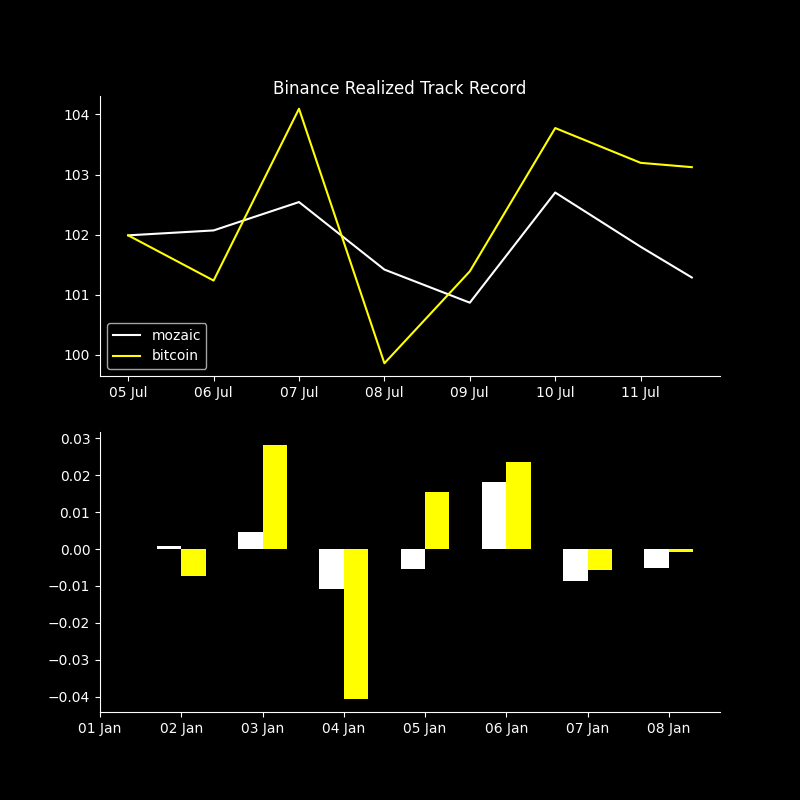 Binance Realized Track Record
104
103
102
101
100
mozaic
bitcoin
05 Jul 06 Jul 07 Jul 08 Jul 09 Jul 10 Jul 11 Jul
0.03
0.02
0.01
0.00
−0.01
−0.02
−0.03
−0.04
01 Jan 02 Jan 03 Jan 04 Jan 05 Jan 06 Jan 07 Jan 08 Jan